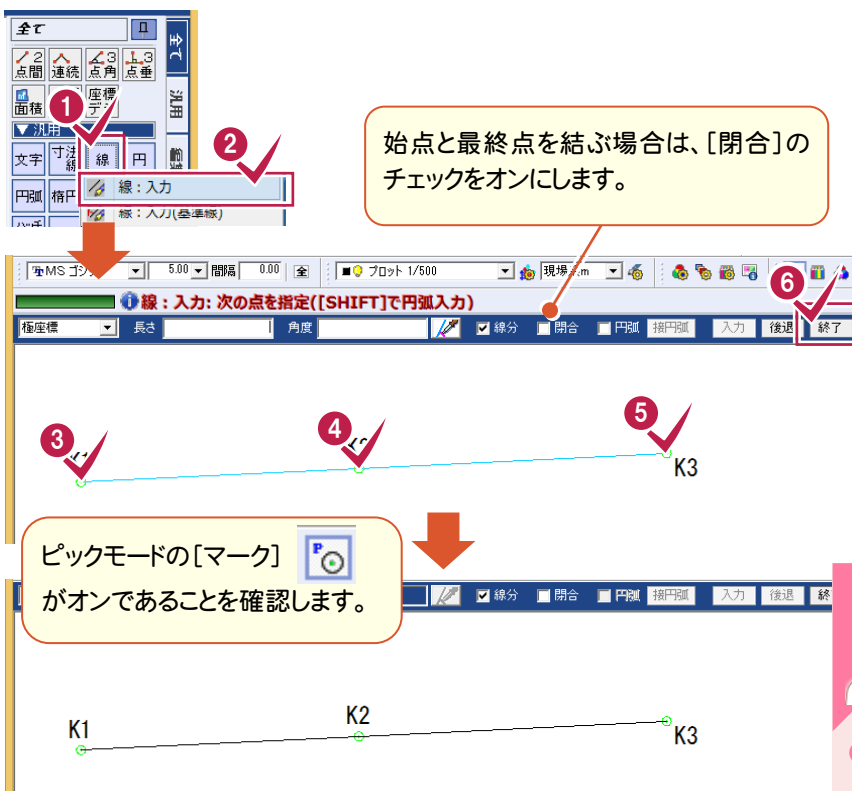 全て
2 点間
連続
3 点角
3 点垂
全て
汎用
面積
座標
1
▼汎用
2
文字
寸法線
線
円
線：入力
円弧
線：入力(基準線)
始点と最終点を結ぶ場合は、[閉合]の
チェックをオンにします。
5.00 間隔 0.00 全 プロット 1/500
6
線：入力: 次の点を指定([SHIFT]で円弧入力)
極座標 長さ 角度 線分 閉合 円弧 接円弧 入力 後退 終了
3
4
5
K3
ピックモードの[マーク] P
がオンであることを確認します。
線分 閉合 円弧 接円弧 入力 後退
K1
K2
K3